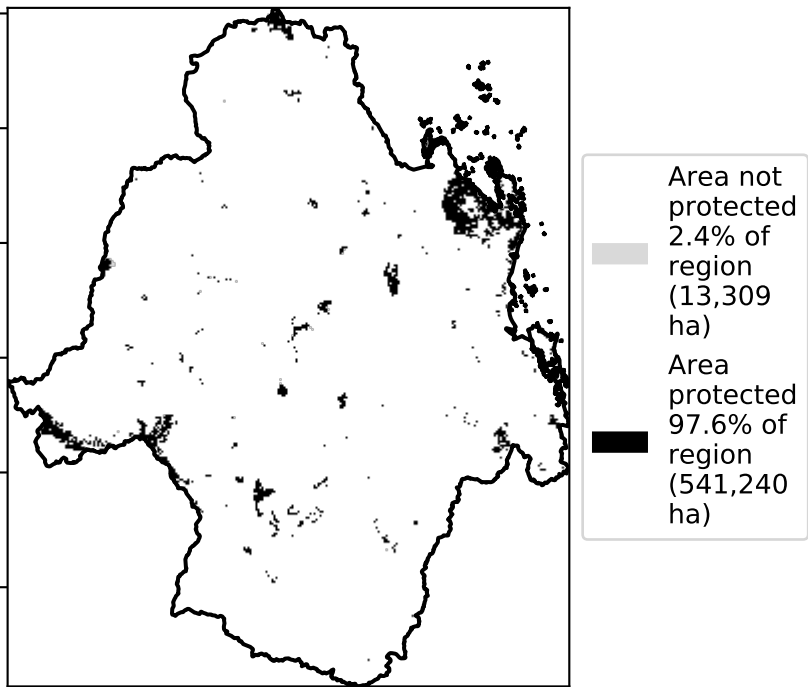 Area not
protected
2.4% of
region
(13,309
ha)
Area
protected
97.6% of
region
(541,240
ha)